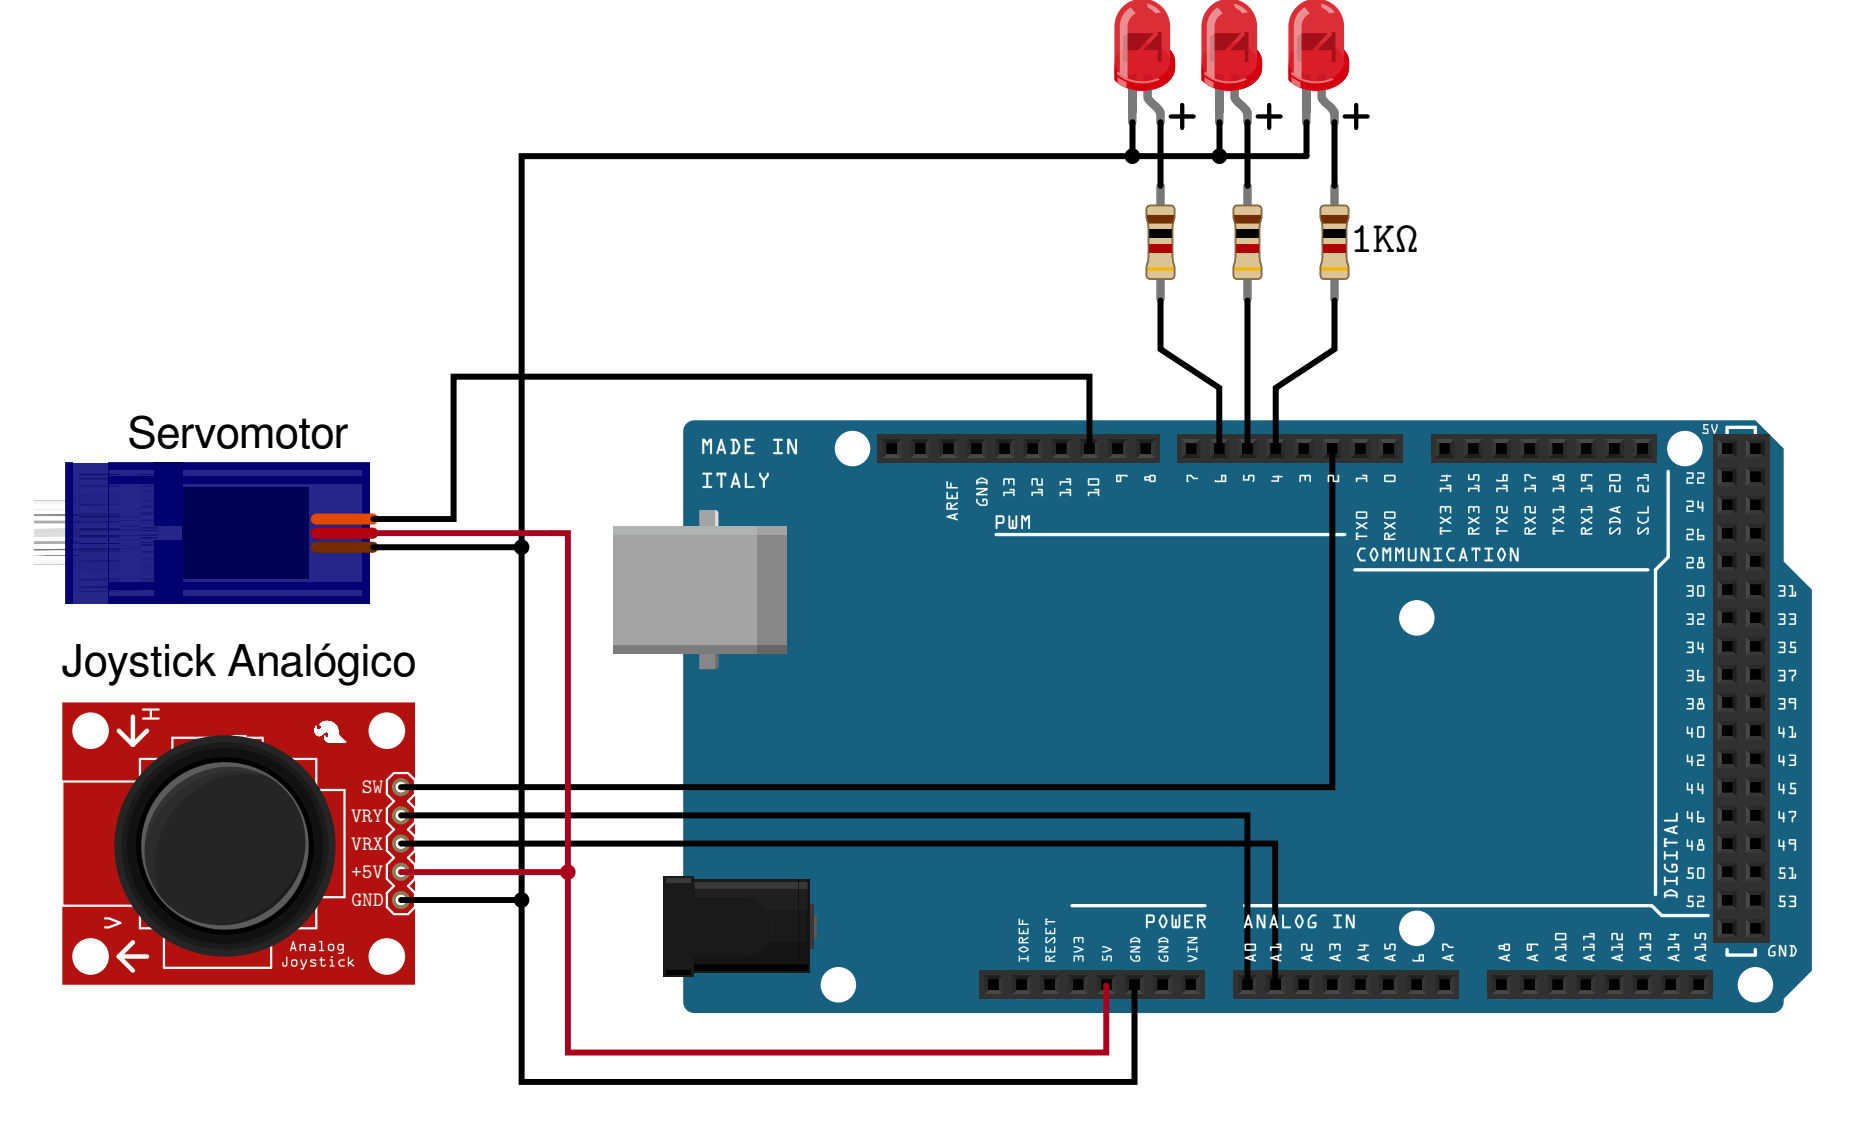 + + +
1KΩ
Servomotor
Joystick Analógico
H
SW
VRY
VRX
+5V
GND
V
Analog
Joystick
MADE IN
ITALY
AREF
GND
13
12
11
10
9
8
7
6
5
4
3
2
1
0
TX0
RX0
PWM
TX3 14
RX3 15
TX2 16
RX2 17
TX1 18
RX1 19
SDA 20
SCL 21
COMMUNICATION
5V
22
24
26
28
30 31
32 33
34 35
36 37
38 39
40 41
42 43
44 45
46 47
48 49
50 51
52 53
GND
DIGITAL
POWER
ANALOG IN
IOREF
RESET
3V3
5V
GND
GND
VIN
A0
A1
A2
A3
A4
A5
6
A7
A8
A9
A10
A11
A12
A13
A14
A15